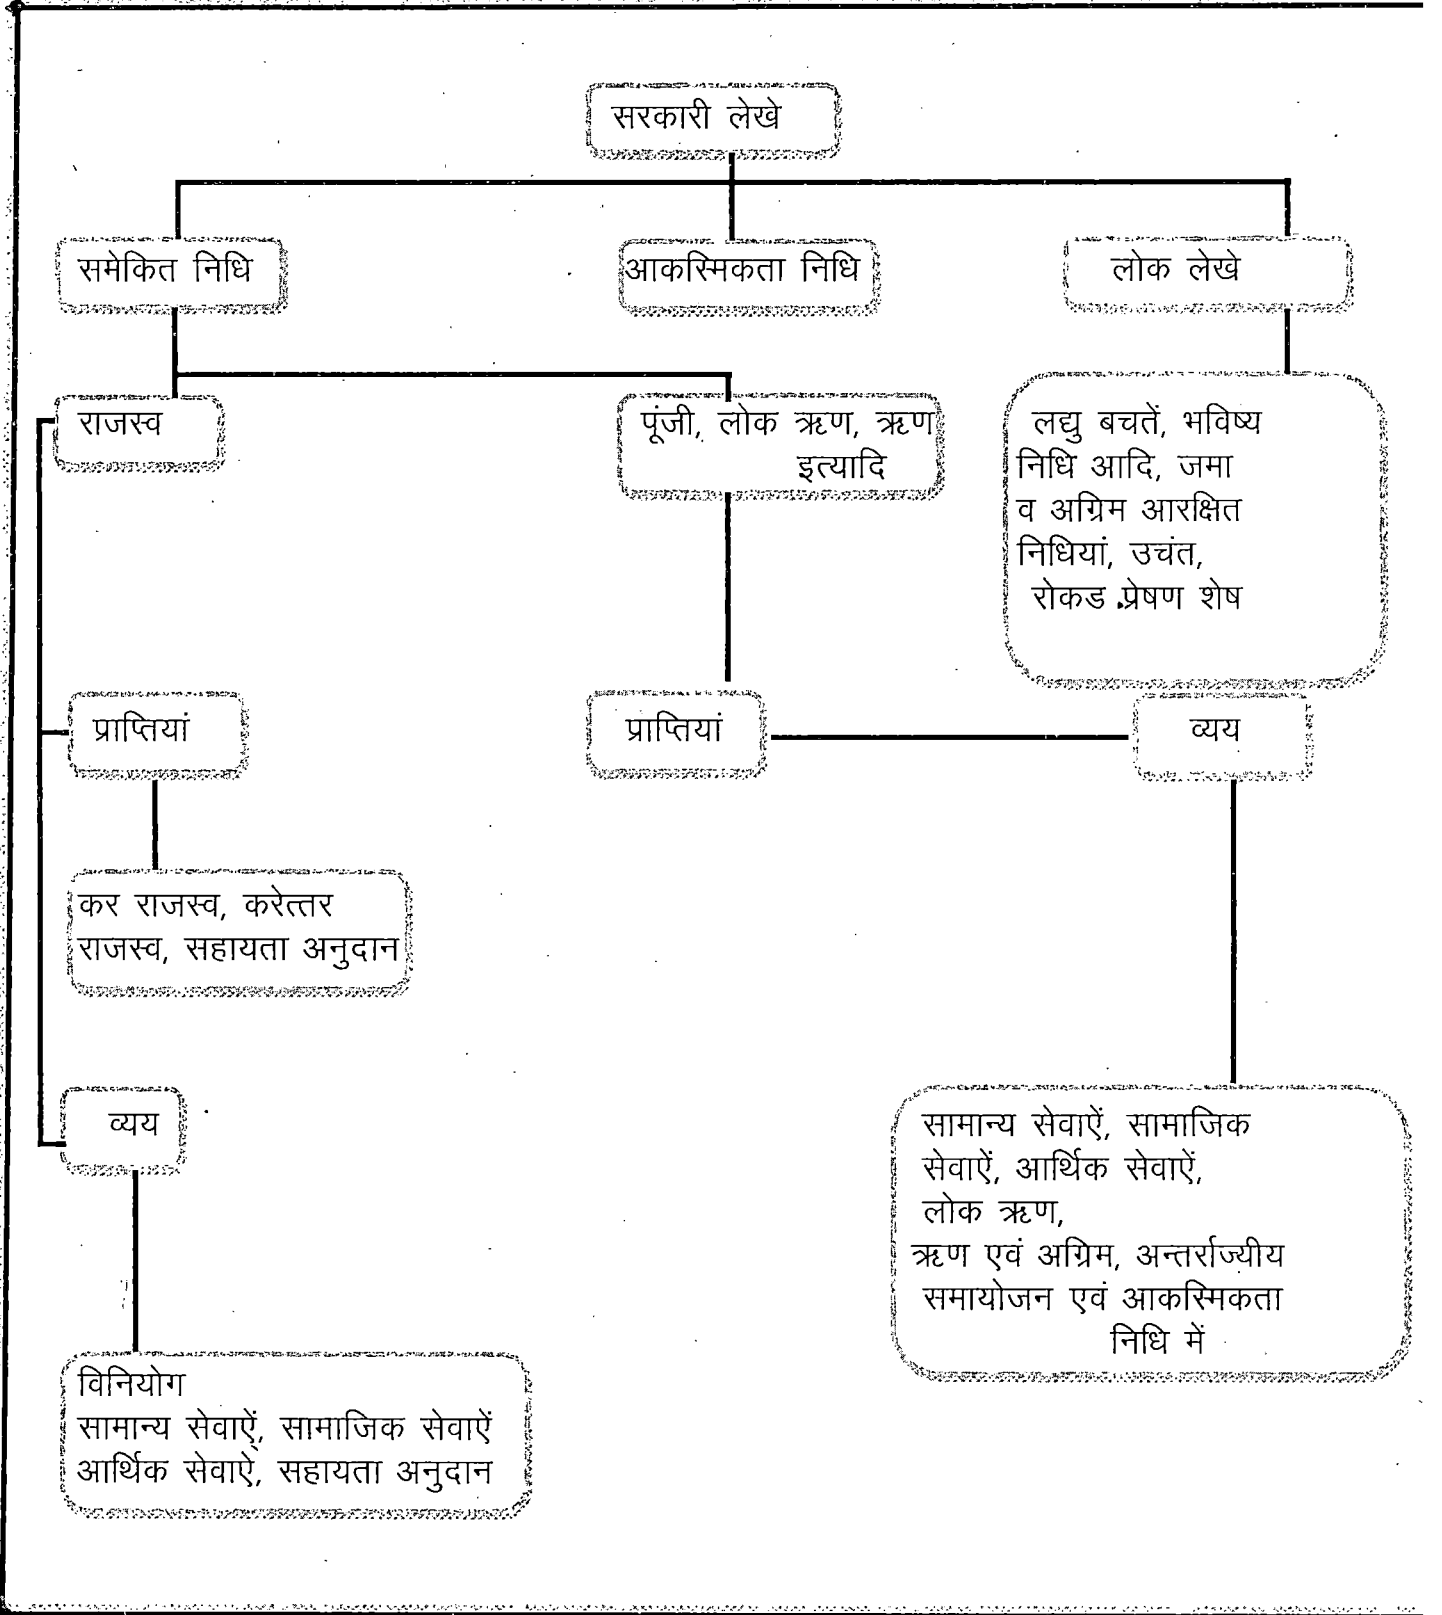 सरकारी लेखे
समेकित निधि
आकस्मिकता निधि
लोक लेखे
राजस्व
पूंजी, लोक ऋण, ऋण
इत्यादि
लद्यु बचतें, भविष्य
निधि आदि, जमा
व अग्रिम आरक्षित
निधियां, उचंत,
रोकड प्रेषण शेष
प्राप्तियां
प्राप्तियां
व्यय
कर राजस्व, करेत्तर
राजस्व, सहायता अनुदान
व्यय
सामान्य सेवाऐं, सामाजिक
सेवाऐं, आर्थिक सेवाऐं,
लोक ऋण,
ऋण एवं अग्रिम, अन्तर्राज्यीय
समायोजन एवं आकस्मिकता
निधि में
विनियोग
सामान्य सेवाऐं, सामाजिक सेवाऐं
आर्थिक सेवाऐ, सहायता अनुदान